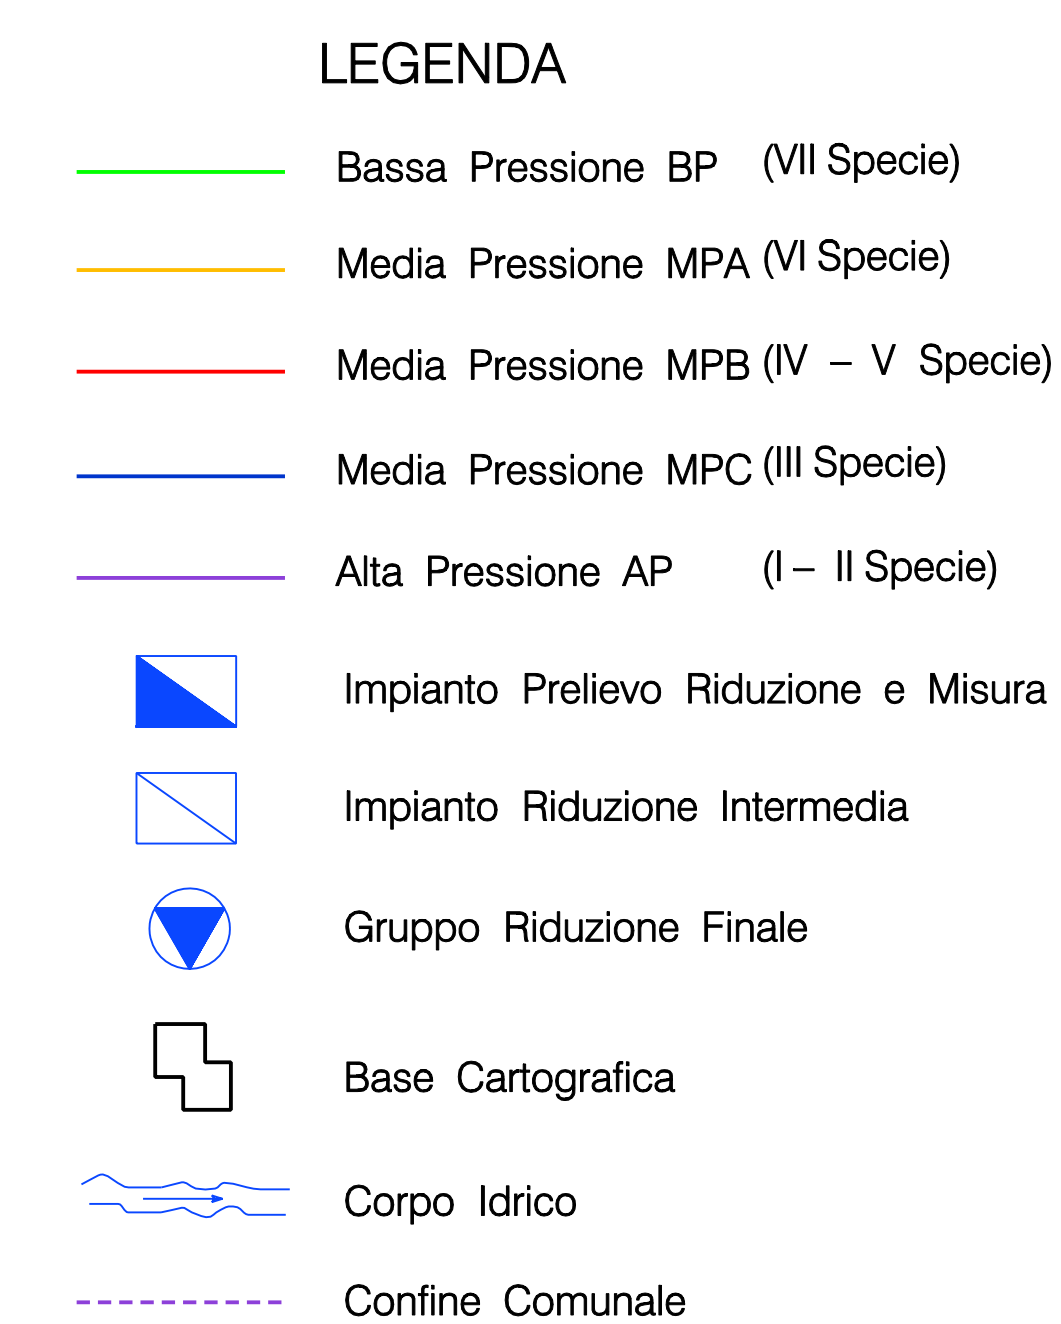 LEGENDA
Bassa Pressione BP (VII Specie)
Media Pressione MPA (VI Specie)
Media Pressione MPB (IV – V Specie)
Media Pressione MPC (III Specie)
Alta Pressione AP (I – II Specie)
Impianto Prelievo Riduzione e Misura
Impianto Riduzione Intermedia
Gruppo Riduzione Finale
Base Cartografica
Corpo Idrico
Confine Comunale